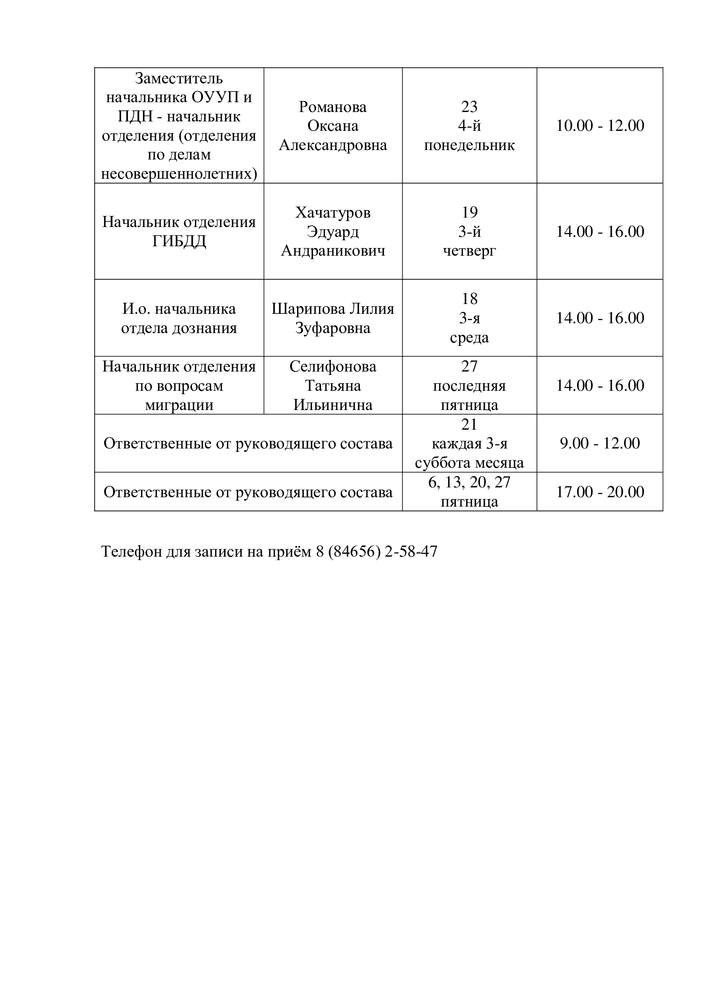 Заместитель
начальника ОУУП и
ПДН - начальник
отделения (отделения
по делам
несовершеннолетних)
Романова
Оксана
Александровна
23
4-й
понедельник
10.00 - 12.00
Начальник отделения
ГИБДД
Хачатуров
Эдуард
Андраникович
19
3-й
четверг
14.00 - 16.00
И.о. начальника
отдела дознания
Шарипова Лилия
Зуфаровна
18
3-я
среда
14.00 - 16.00
Начальник отделения
по вопросам
миграции
Селифонова
Татьяна
Ильинична
27
последняя
пятница
14.00 - 16.00
Ответственные от руководящего состава
21
каждая 3-я
суббота месяца
9.00 - 12.00
Ответственные от руководящего состава
6, 13, 20, 27
пятница
17.00 - 20.00
Телефон для записи на приём 8 (84656) 2-58-47